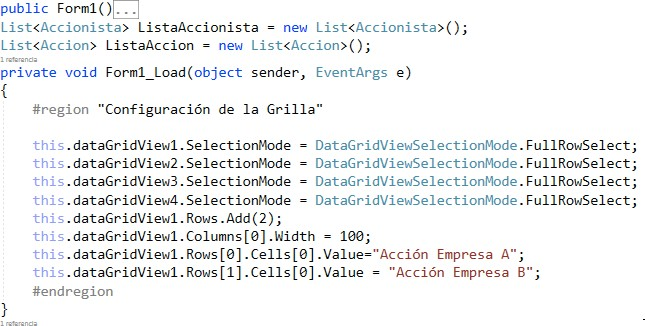 public Form1()...
List<Accionista> ListaAccionista = new List<Accionista>();
List<Accion> ListaAccion = new List<Accion>();
1 referencia
private void Form1_Load(object sender, EventArgs e)
{
#region "Configuración de la Grilla"
this.dataGridView1.SelectionMode = DataGridViewSelectionMode.FullRowSelect;
this.dataGridView2.SelectionMode = DataGridViewSelectionMode.FullRowSelect;
this.dataGridView3.SelectionMode = DataGridViewSelectionMode.FullRowSelect;
this.dataGridView4.SelectionMode = DataGridViewSelectionMode.FullRowSelect;
this.dataGridView1.Rows.Add(2);
this.dataGridView1.Columns[0].Width = 100;
this.dataGridView1.Rows[0].Cells[0].Value="Acción Empresa A";
this.dataGridView1.Rows[1].Cells[0].Value = "Acción Empresa B";
#endregion
}
1 referencia